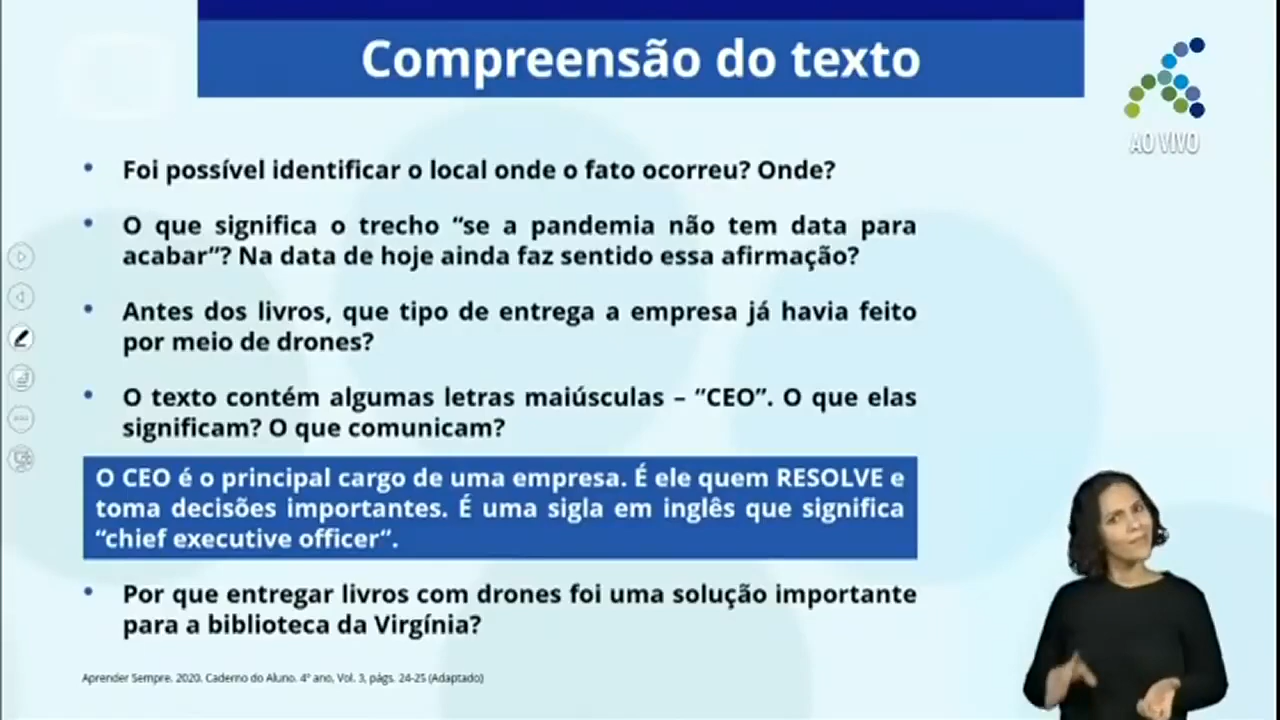 Compreensão do texto
AO VIVO
• Foi possível identificar o local onde o fato ocorreu? Onde?
• O que significa o trecho “se a pandemia não tem data para
acabar”? Na data de hoje ainda faz sentido essa afirmação?
• Antes dos livros, que tipo de entrega a empresa já havia feito
por meio de drones?
• O texto contém algumas letras maiúsculas – “CEO”. O que elas
significam? O que comunicam?
O CEO é o principal cargo de uma empresa. É ele quem RESOLVE e
toma decisões importantes. É uma sigla em inglês que significa
“chief executive officer”.
• Por que entregar livros com drones foi uma solução importante
para a biblioteca da Virgínia?
Aprender Sempre. 2020. Caderno do Aluno. 4º ano, Vol. 3, págs. 24-25 (Adaptado)